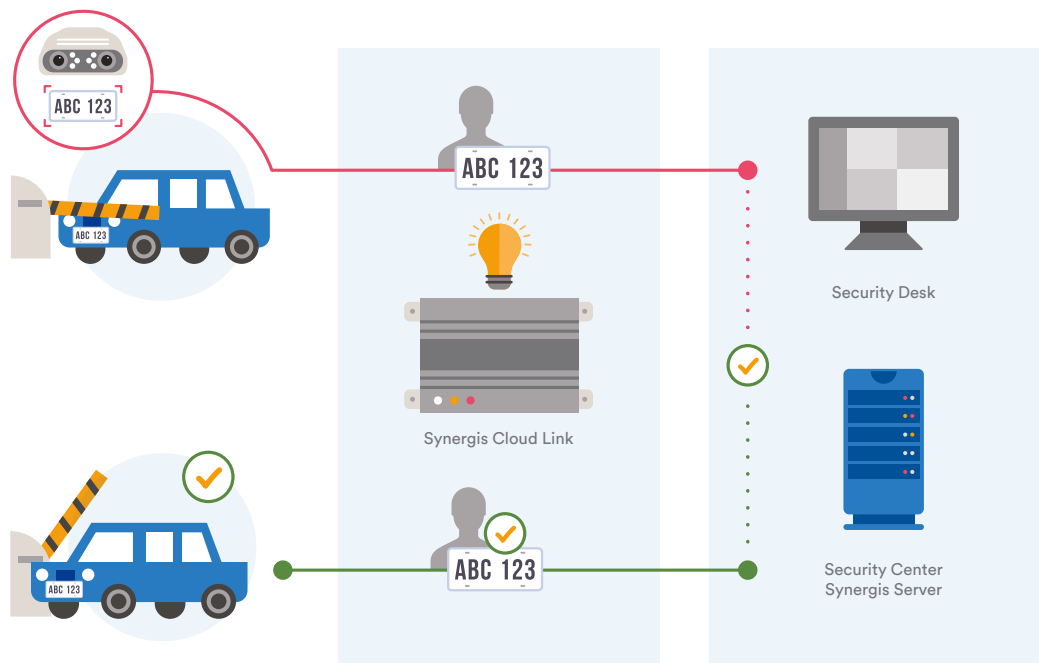 ABC 123
ABC 123
ABC 123
Security Desk
Synergis Cloud Link
ABC 123
ABC 123
Security Center
Synergis Server